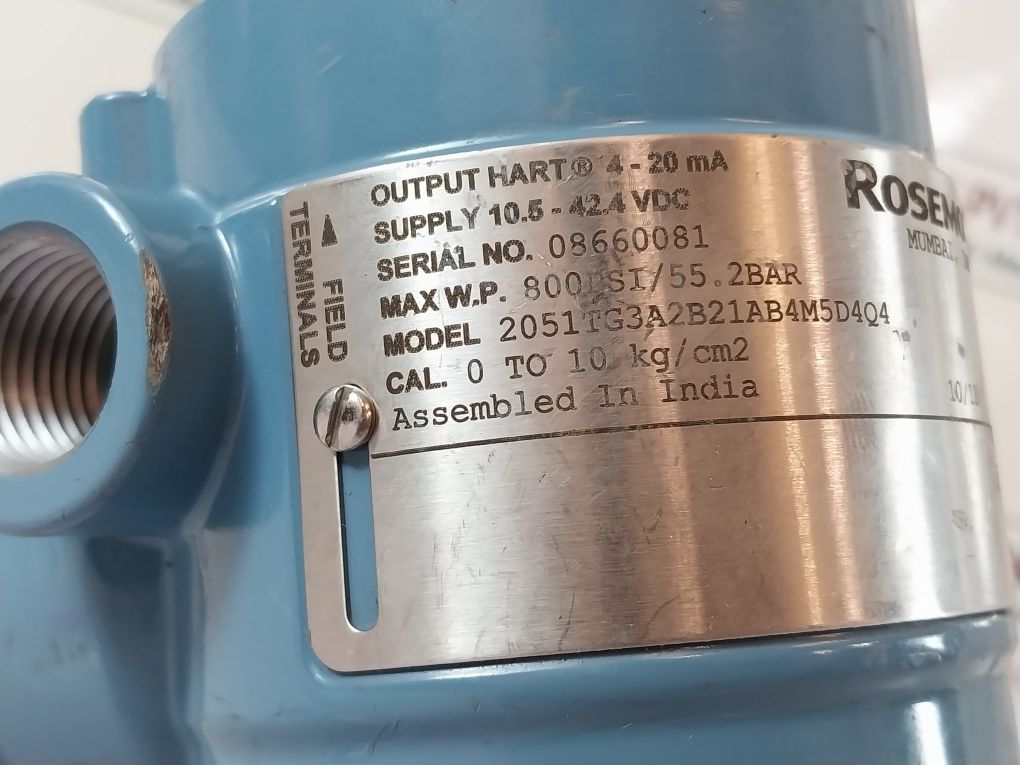 OUTPUT HART® 4 - 20 mA
SUPPLY 10.5 - 42.4 VDC
SERIAL NO. 08660081
MAX W.P. 800PSI/55.2BAR
MODEL 2051TG3A2B21AB4M5D4Q4
CAL. 0 TO 10 kg/cm2
Assembled In India
▲ FIELD
TERMINALS
ROSEM
MUMBAI,